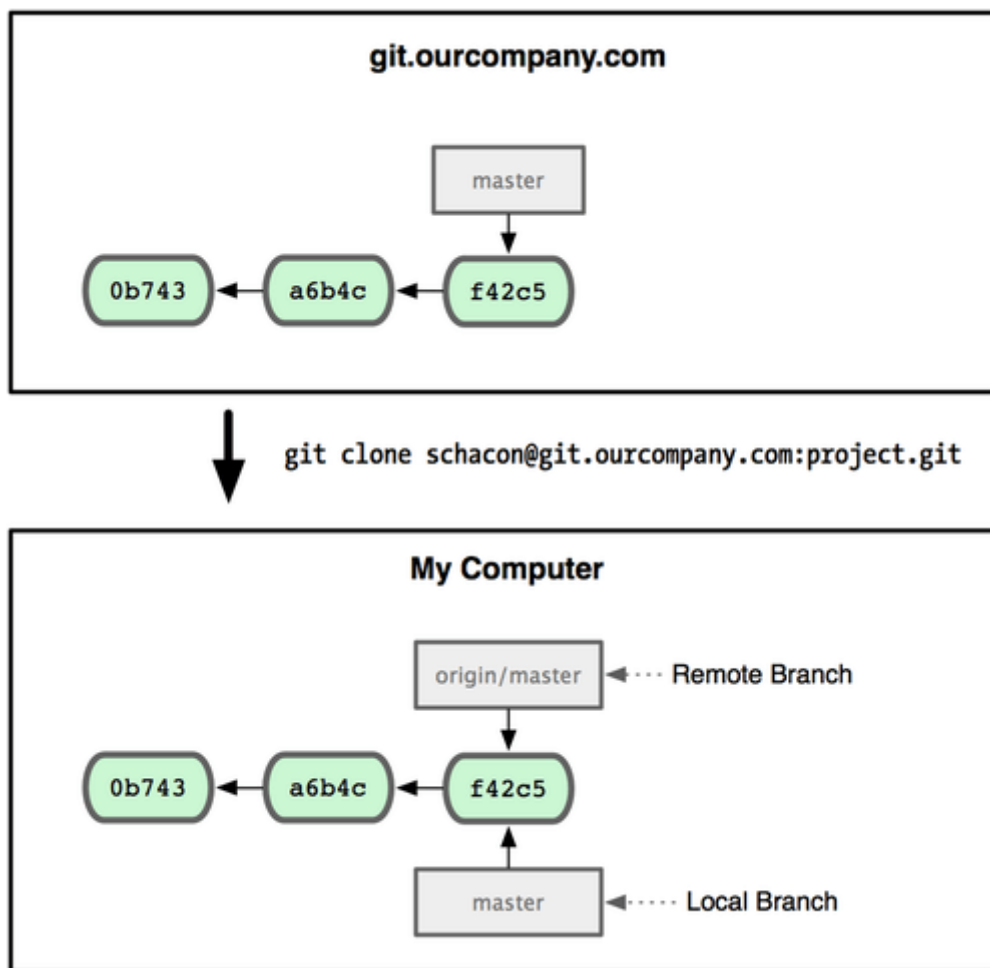 git.ourcompany.com
master
0b743 a6b4c f42c5
git clone schacon@git.ourcompany.com:project.git
My Computer
origin/master Remote Branch
0b743 a6b4c f42c5
master Local Branch